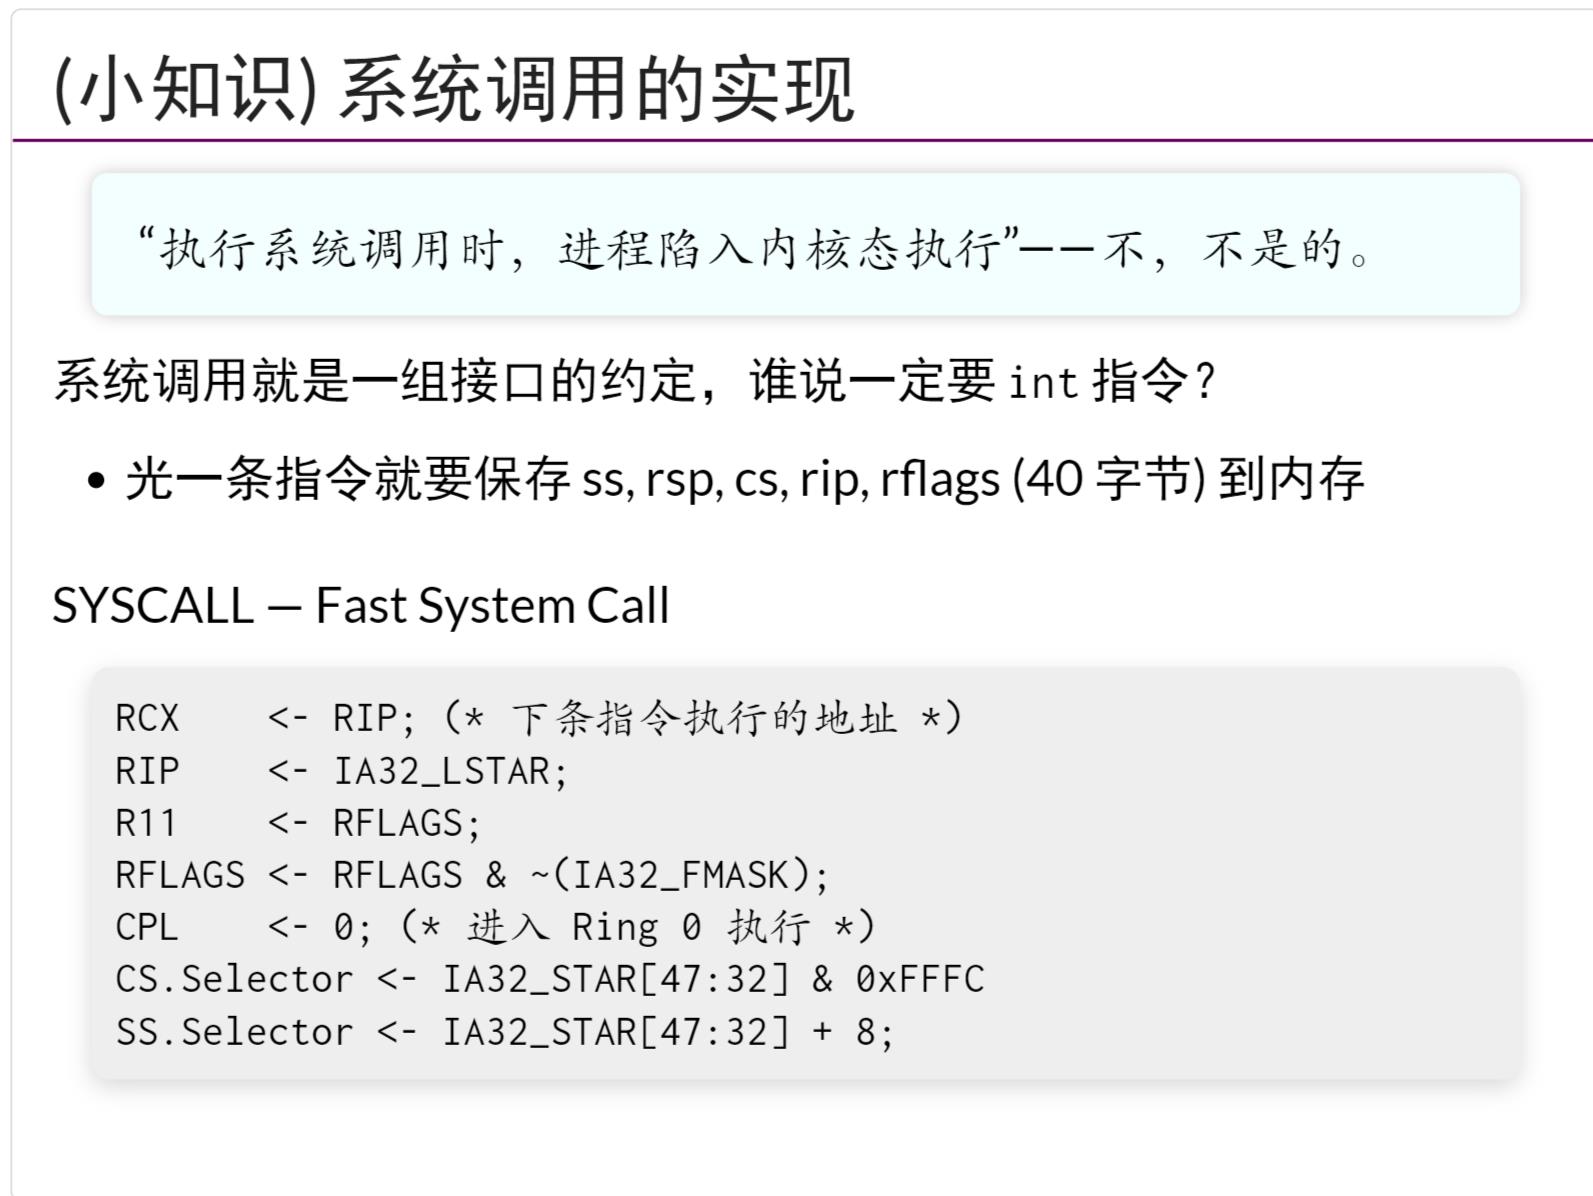 (小知识) 系统调用的实现
“执行系统调用时，进程陷入内核态执行”——不，不是的。
系统调用就是一组接口的约定，谁说一定要 int 指令？
• 光一条指令就要保存 ss, rsp, cs, rip, rflags (40 字节) 到内存
SYSCALL — Fast System Call
RCX    <- RIP; (* 下条指令执行的地址 *)
RIP    <- IA32_LSTAR;
R11    <- RFLAGS;
RFLAGS <- RFLAGS & ~(IA32_FMASK);
CPL    <- 0; (* 进入 Ring 0 执行 *)
CS.Selector <- IA32_STAR[47:32] & 0xFFFC
SS.Selector <- IA32_STAR[47:32] + 8;